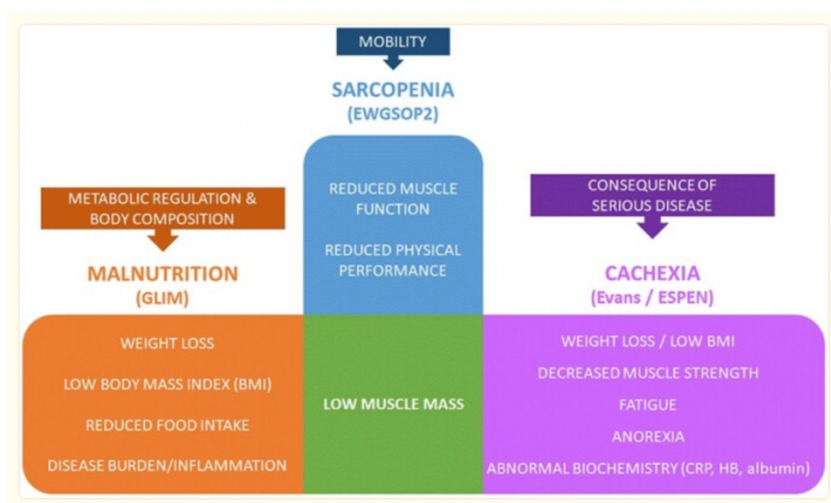 MOBILITY
SARCOPENIA
(EWGSOP2)
REDUCED MUSCLE
FUNCTION
REDUCED PHYSICAL
PERFORMANCE
METABOLIC REGULATION &
BODY COMPOSITION
MALNUTRITION
(GLIM)
WEIGHT LOSS
LOW BODY MASS INDEX (BMI)
REDUCED FOOD INTAKE
DISEASE BURDEN/INFLAMMATION
LOW MUSCLE MASS
CONSEQUENCE OF
SERIOUS DISEASE
CACHEXIA
(Evans / ESPEN)
WEIGHT LOSS / LOW BMI
DECREASED MUSCLE STRENGTH
FATIGUE
ANOREXIA
ABNORMAL BIOCHEMISTRY (CRP, HB, albumin)